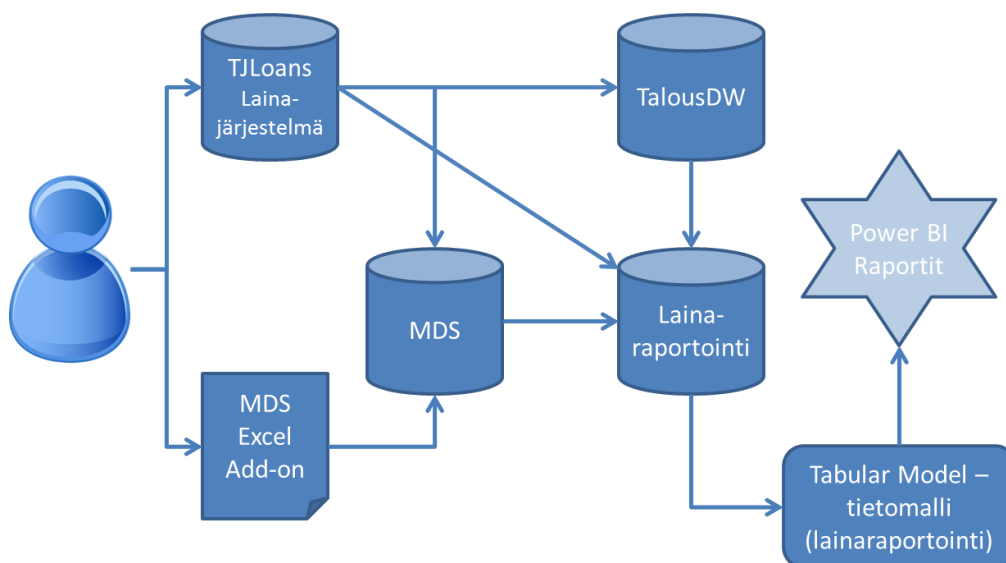 TJLoans
Laina-
järjestelmä
TalousDW
Power BI
Raportit
MDS
Laina-
raportointi
MDS
Excel
Add-on
Tabular Model –
tietomalli
(lainaraportointi)